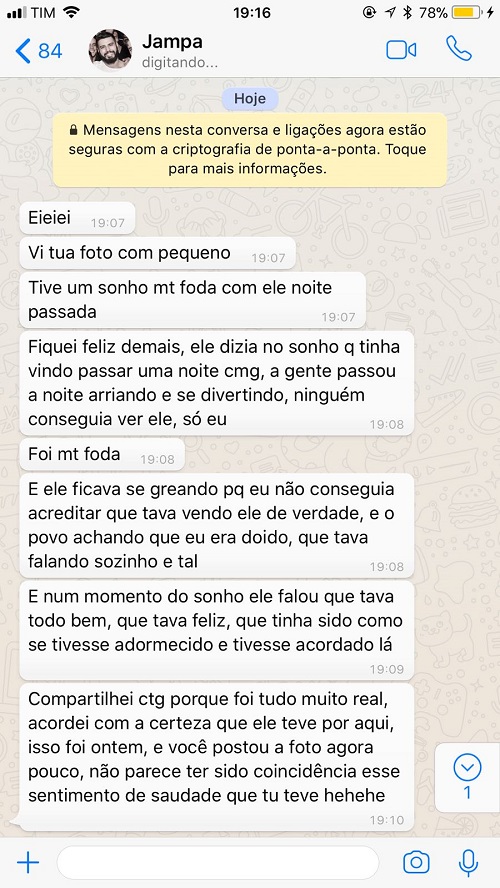 TIM 19:16 78%
84 Jampa
digitando...
Hoje
Mensagens nesta conversa e ligações agora estão
seguras com a criptografia de ponta-a-ponta. Toque
para mais informações.
Eieiei 19:07
Vi tua foto com pequeno 19:07
Tive um sonho mt foda com ele noite
passada 19:07
Fiquei feliz demais, ele dizia no sonho q tinha
vindo passar uma noite cmg, a gente passou
a noite arriando e se divertindo, ninguém
conseguia ver ele, só eu 19:08
Foi mt foda 19:08
E ele ficava se greando pq eu não conseguia
acreditar que tava vendo ele de verdade, e o
povo achando que eu era doido, que tava
falando sozinho e tal 19:08
E num momento do sonho ele falou que tava
todo bem, que tava feliz, que tinha sido como
se tivesse adormecido e tivesse acordado lá
19:09
Compartilhei ctg porque foi tudo muito real,
acordei com a certeza que ele teve por aqui,
isso foi ontem, e você postou a foto agora
pouco, não parece ter sido coincidência esse
sentimento de saudade que tu teve hehehe
19:10
1